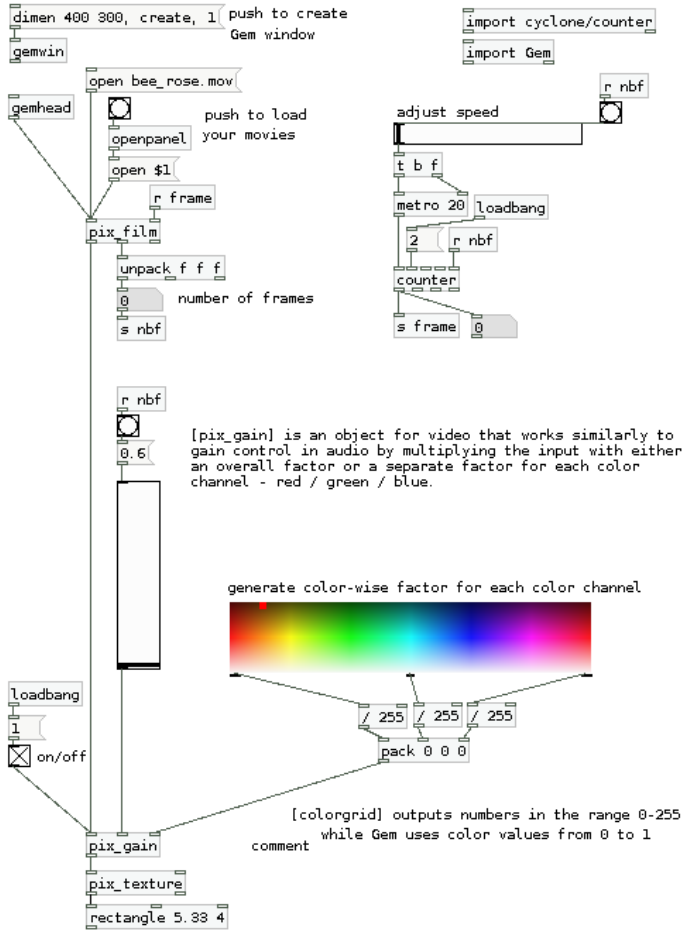 dimen 400 300, create, 1
push to create
Gem window
gemwin
import cyclone/counter
import Gem
open bee_rose.mov
gemhead
push to load
your movies
openpanel
open $1
r frame
pix_film
unpack f f f
0
number of frames
s nbf
r nbf
adjust speed
t b f
metro 20
loadbang
2
r nbf
counter
s frame
0
r nbf
0.6
[pix_gain] is an object for video that works similarly to
gain control in audio by multiplying the input with either
an overall factor or a separate factor for each color
channel - red / green / blue.
generate color-wise factor for each color channel
loadbang
1
on/off
/ 255
/ 255
/ 255
pack 0 0 0
[colorgrid] outputs numbers in the range 0-255
while Gem uses color values from 0 to 1
comment
pix_gain
pix_texture
rectangle 5.33 4